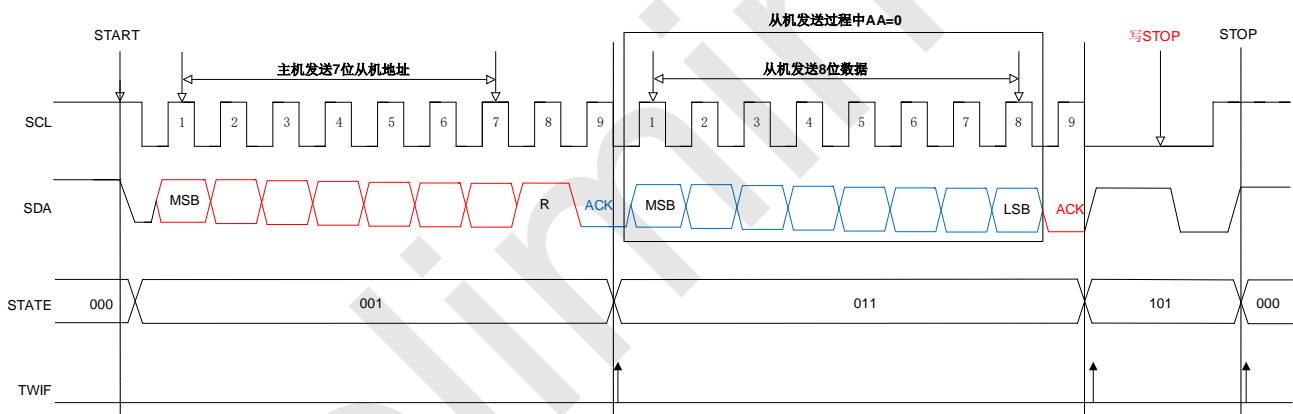 从机发送过程中AA=0
START
写STOP
STOP
主机发送7位从机地址
从机发送8位数据
SCL
1 2 3 4 5 6 7 8 9 1 2 3 4 5 6 7 8 9
SDA
MSB R ACK MSB LSB ACK
STATE
000 001 011 101 000
TWIF